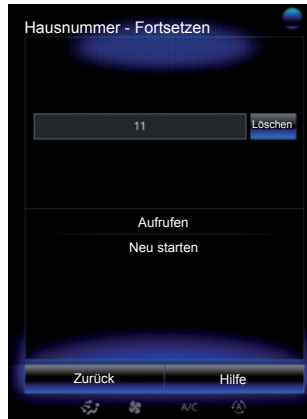 Hausnummer - Fortsetzen
11
Löschen
Aufrufen
Neu starten
Zurück
Hilfe
A/C
(A)